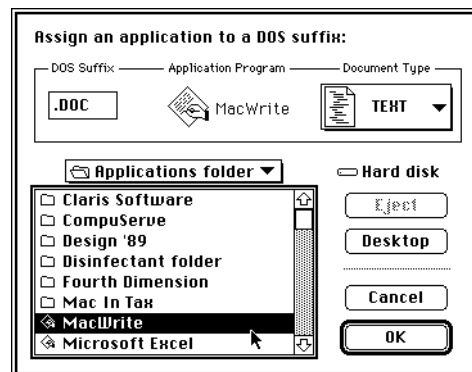 Assign an application to a DOS suffix:
DOS Suffix
Application Program
Document Type
.DOC
MacWrite
TEXT
Applications folder
Hard disk
Claris Software
CompuServe
Design '89
Disinfectant folder
Fourth Dimension
Mac In Tax
MacWrite
Microsoft Excel
Eject
Desktop
Cancel
OK